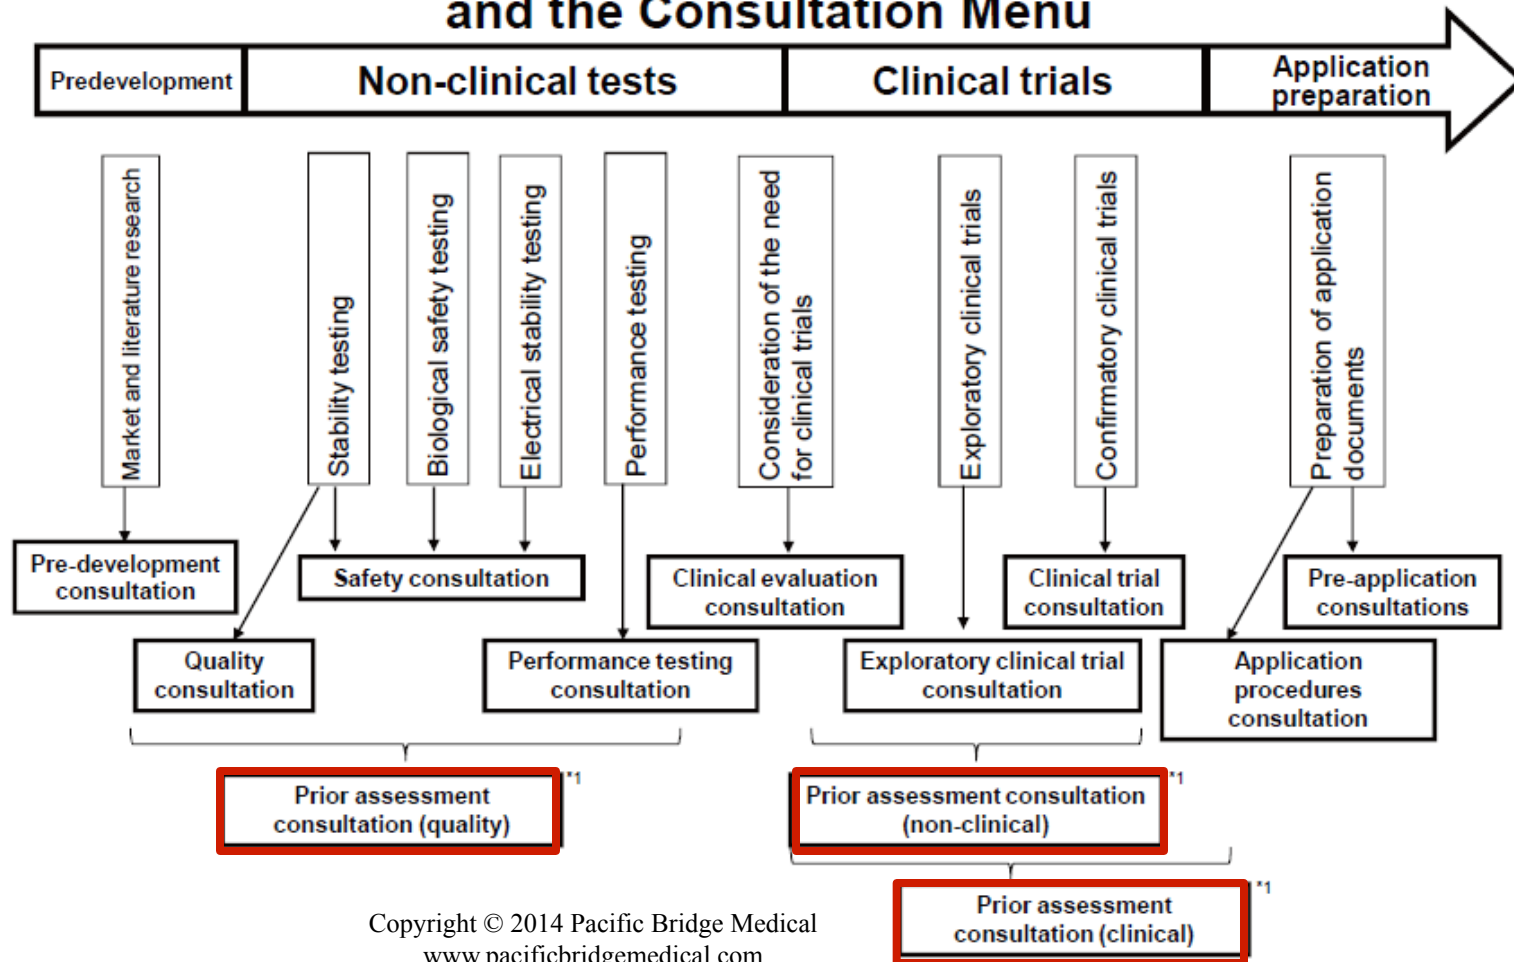 and the Consultation Menu
Predevelopment
Non-clinical tests
Clinical trials
Application
preparation
Market and literature research
Stability testing
Biological safety testing
Electrical stability testing
Performance testing
Consideration of the need
for clinical trials
Exploratory clinical trials
Confirmatory clinical trials
Preparation of application
documents
Pre-development
consultation
Safety consultation
Clinical evaluation
consultation
Clinical trial
consultation
Pre-application
consultations
Quality
consultation
Performance testing
consultation
Exploratory clinical trial
consultation
Application
procedures
consultation
Prior assessment
consultation (quality)
*1
Prior assessment consultation
(non-clinical)
*1
Prior assessment
consultation (clinical)
*1
Copyright © 2014 Pacific Bridge Medical
www.pacificbridgemedical.com